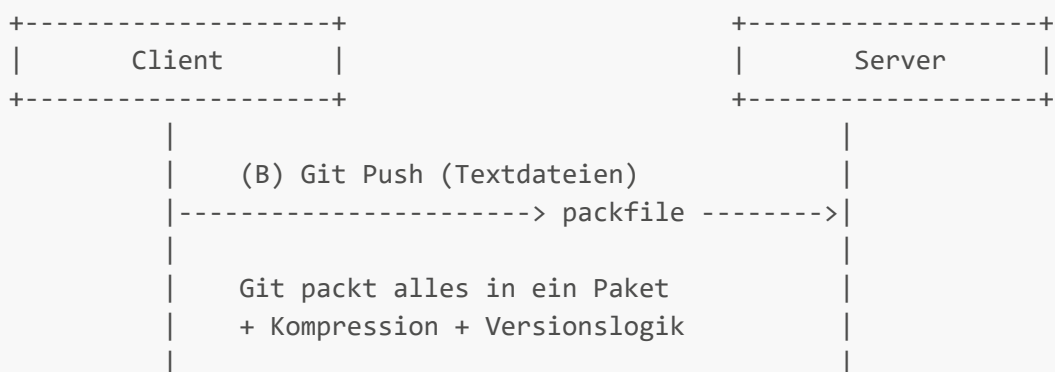 +---------------------+                         +-------------------+
|       Client        |                         |       Server      |
+---------------------+                         +-------------------+
          |                                            |
          |    (B) Git Push (Textdateien)              |
          |-----------------------> packfile -------->|
          |                                            |
          |    Git packt alles in ein Paket            |
          |    + Kompression + Versionslogik           |
          |                                            |